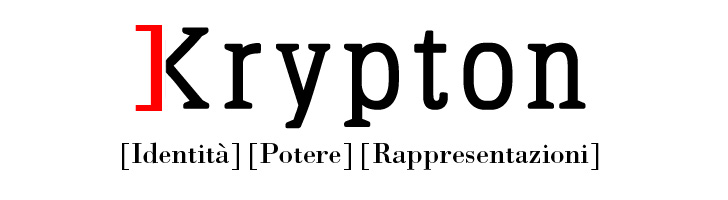 ]Krypton
[Identità] [Potere] [Rappresentazioni]